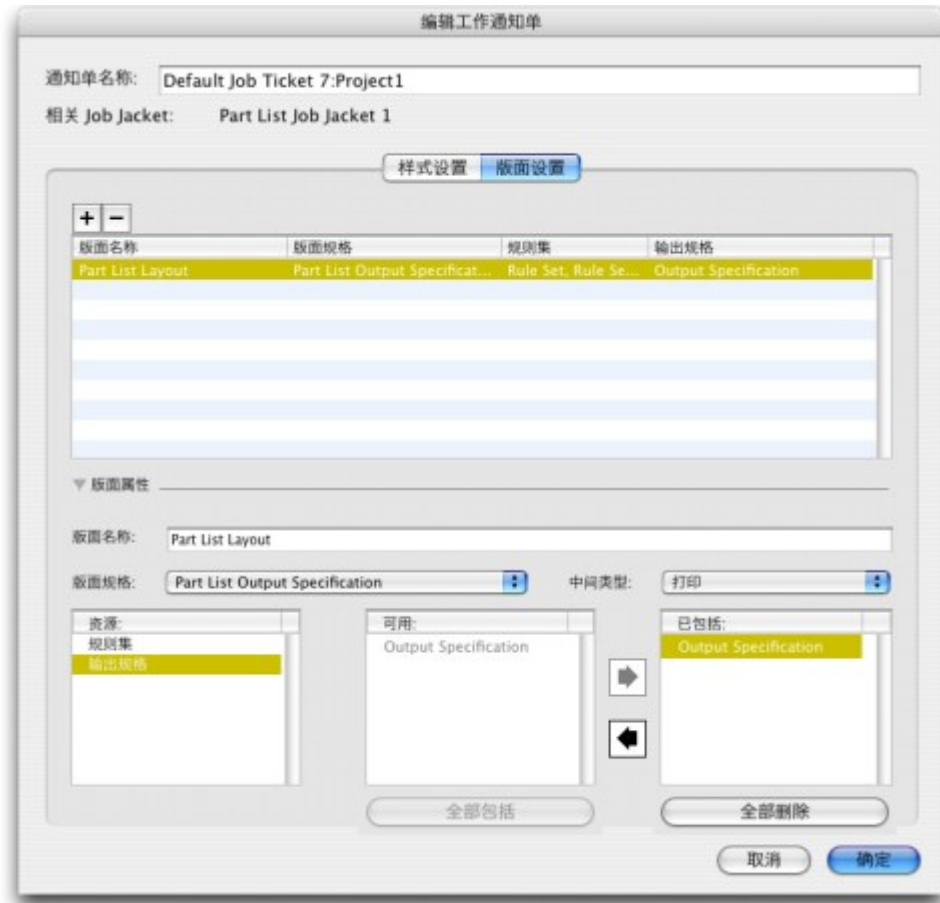 编辑工作通知单
通知单名称: Default Job Ticket 7:Project1
相关 Job Jacket: Part List Job Jacket 1
样式设置 版面设置
+ −
版面名称 版面规格 规则集 输出规格
Part List Layout Part List Output Specificat... Rule Set, Rule Se... Output Specification
版面属性
版面名称: Part List Layout
版面规格: Part List Output Specification 中间类型: 打印
资源: 可用: 已包括:
规则集 Output Specification Output Specification
输出规格
全部包括 全部删除
取消 确定